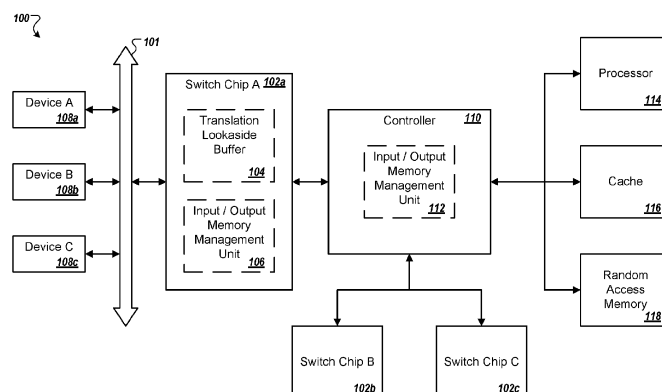 100
101
Device A
108a
Device B
108b
Device C
108c
Switch Chip A 102a
Translation
Lookaside
Buffer
104
Input / Output
Memory
Management
Unit
106
Controller 110
Input / Output
Memory
Management
Unit
112
Processor
114
Cache
116
Random
Access
Memory
118
Switch Chip B
102b
Switch Chip C
102c